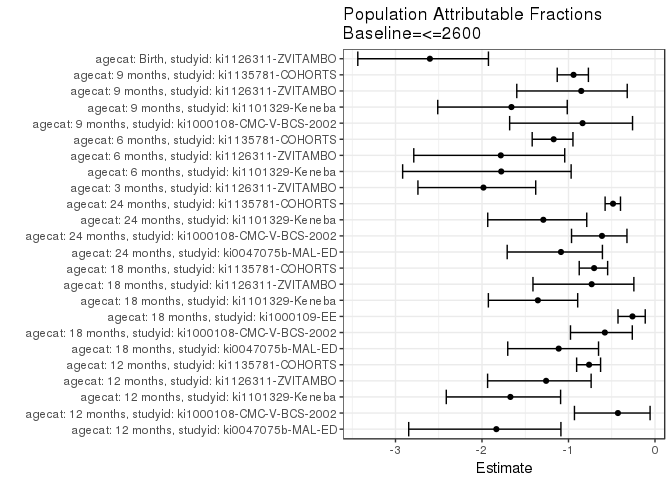 Population Attributable Fractions
Baseline=<=2600
agecat: Birth, studyid: ki1126311-ZVITAMBO
agecat: 9 months, studyid: ki1135781-COHORTS
agecat: 9 months, studyid: ki1126311-ZVITAMBO
agecat: 9 months, studyid: ki1101329-Keneba
agecat: 9 months, studyid: ki1000108-CMC-V-BCS-2002
agecat: 6 months, studyid: ki1135781-COHORTS
agecat: 6 months, studyid: ki1126311-ZVITAMBO
agecat: 6 months, studyid: ki1101329-Keneba
agecat: 3 months, studyid: ki1126311-ZVITAMBO
agecat: 24 months, studyid: ki1135781-COHORTS
agecat: 24 months, studyid: ki1101329-Keneba
agecat: 24 months, studyid: ki1000108-CMC-V-BCS-2002
agecat: 24 months, studyid: ki0047075b-MAL-ED
agecat: 18 months, studyid: ki1135781-COHORTS
agecat: 18 months, studyid: ki1126311-ZVITAMBO
agecat: 18 months, studyid: ki1101329-Keneba
agecat: 18 months, studyid: ki1000109-EE
agecat: 18 months, studyid: ki1000108-CMC-V-BCS-2002
agecat: 18 months, studyid: ki0047075b-MAL-ED
agecat: 12 months, studyid: ki1135781-COHORTS
agecat: 12 months, studyid: ki1126311-ZVITAMBO
agecat: 12 months, studyid: ki1101329-Keneba
agecat: 12 months, studyid: ki1000108-CMC-V-BCS-2002
agecat: 12 months, studyid: ki0047075b-MAL-ED
-3 -2 -1 0
Estimate